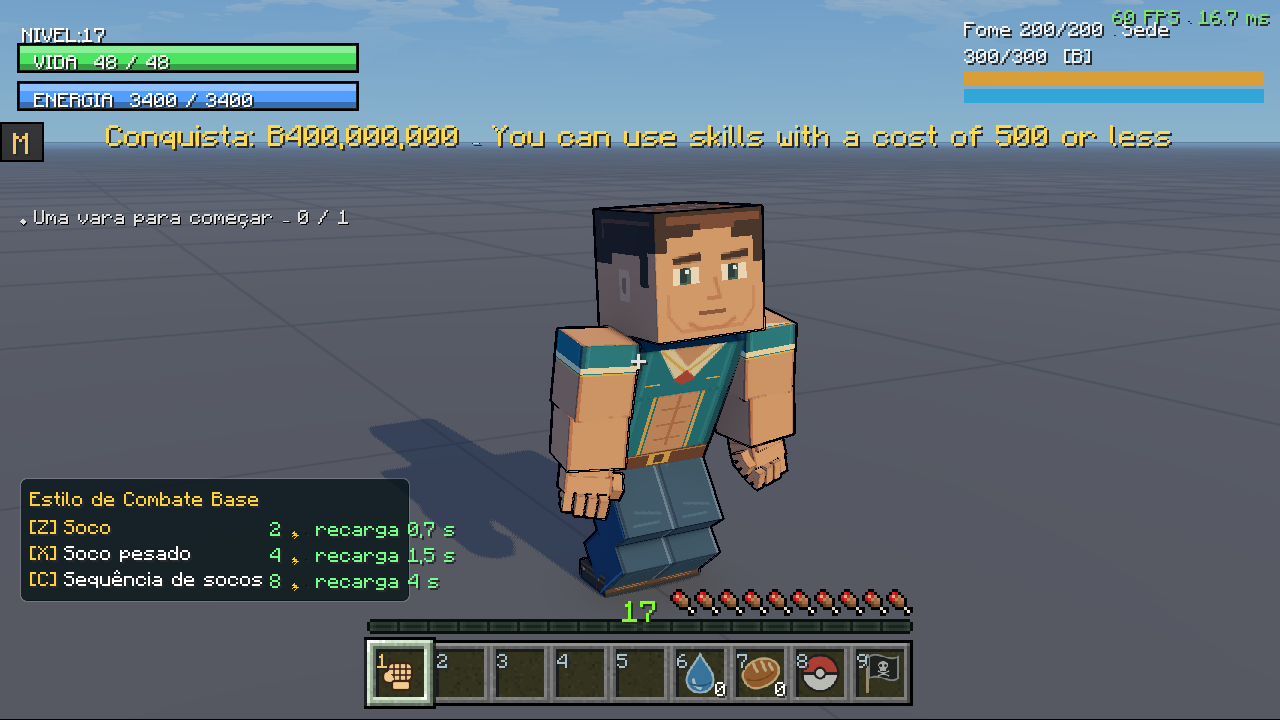 NIVEL:17
VIDA 48 / 48
ENERGIA 3400 / 3400
60 FPS · 16.7 ms
Fome 200/200 · Sede
300/300 [B]
M
Conquista: B400,000,000 - You can use skills with a cost of 500 or less
Uma vara para começar - 0 / 1
Estilo de Combate Base
[Z] Soco 2 recarga 0,7 s
[X] Soco pesado 4 recarga 1,5 s
[C] Sequência de socos 8 recarga 4 s
17
1 2 3 4 5 6 7 8 9
0 0